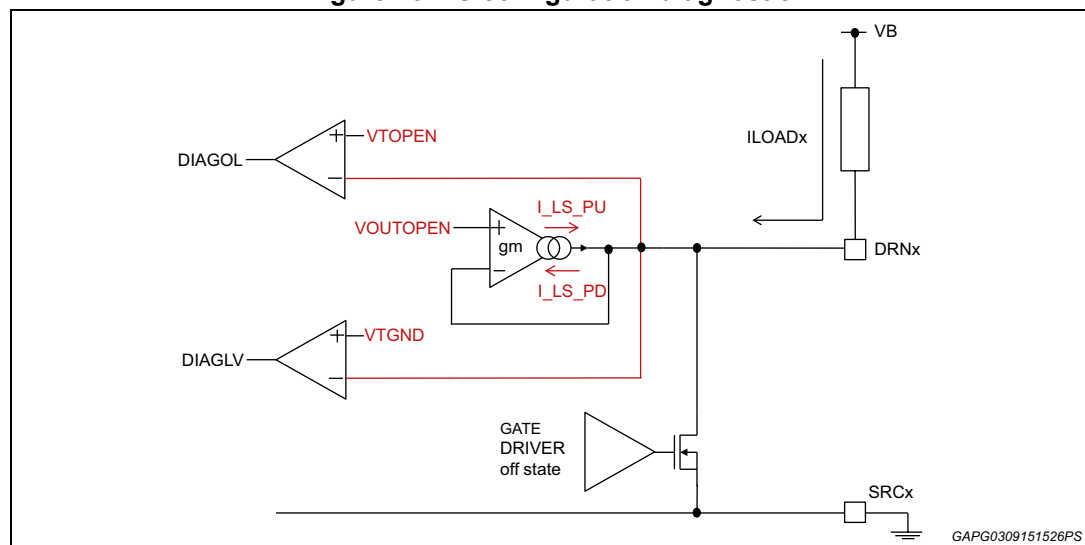 VB
ILOADx
+
VTOPEN
DIAGOL
−
I_LS_PU
VOUTOPEN
+
gm
DRNx
−
I_LS_PD
+
VTGND
DIAGLV
−
GATE
DRIVER
off state
SRCx
GAPG0309151526PS